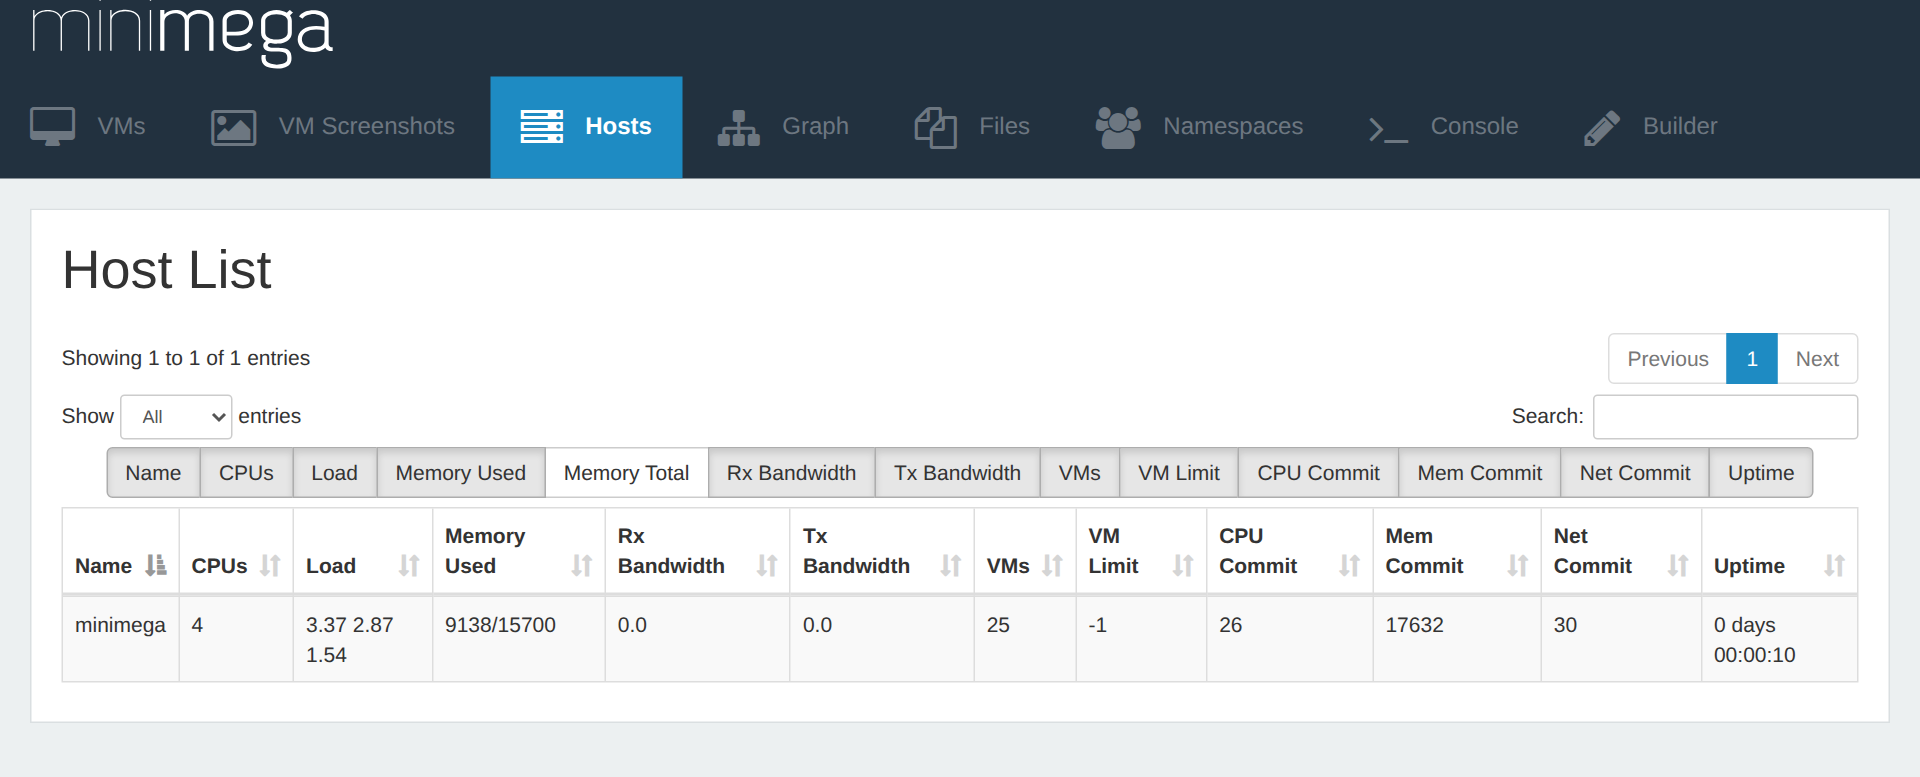 minimega
VMs VM Screenshots Hosts Graph Files Namespaces Console Builder
Host List
Showing 1 to 1 of 1 entries
Previous 1 Next
Show All entries
Search:
Name CPUs Load Memory Used Memory Total Rx Bandwidth Tx Bandwidth VMs VM Limit CPU Commit Mem Commit Net Commit Uptime
Name CPUs Load Memory Used Rx Bandwidth Tx Bandwidth VMs VM Limit CPU Commit Mem Commit Net Commit Uptime
minimega 4 3.37 2.87 1.54 9138/15700 0.0 0.0 25 -1 26 17632 30 0 days 00:00:10